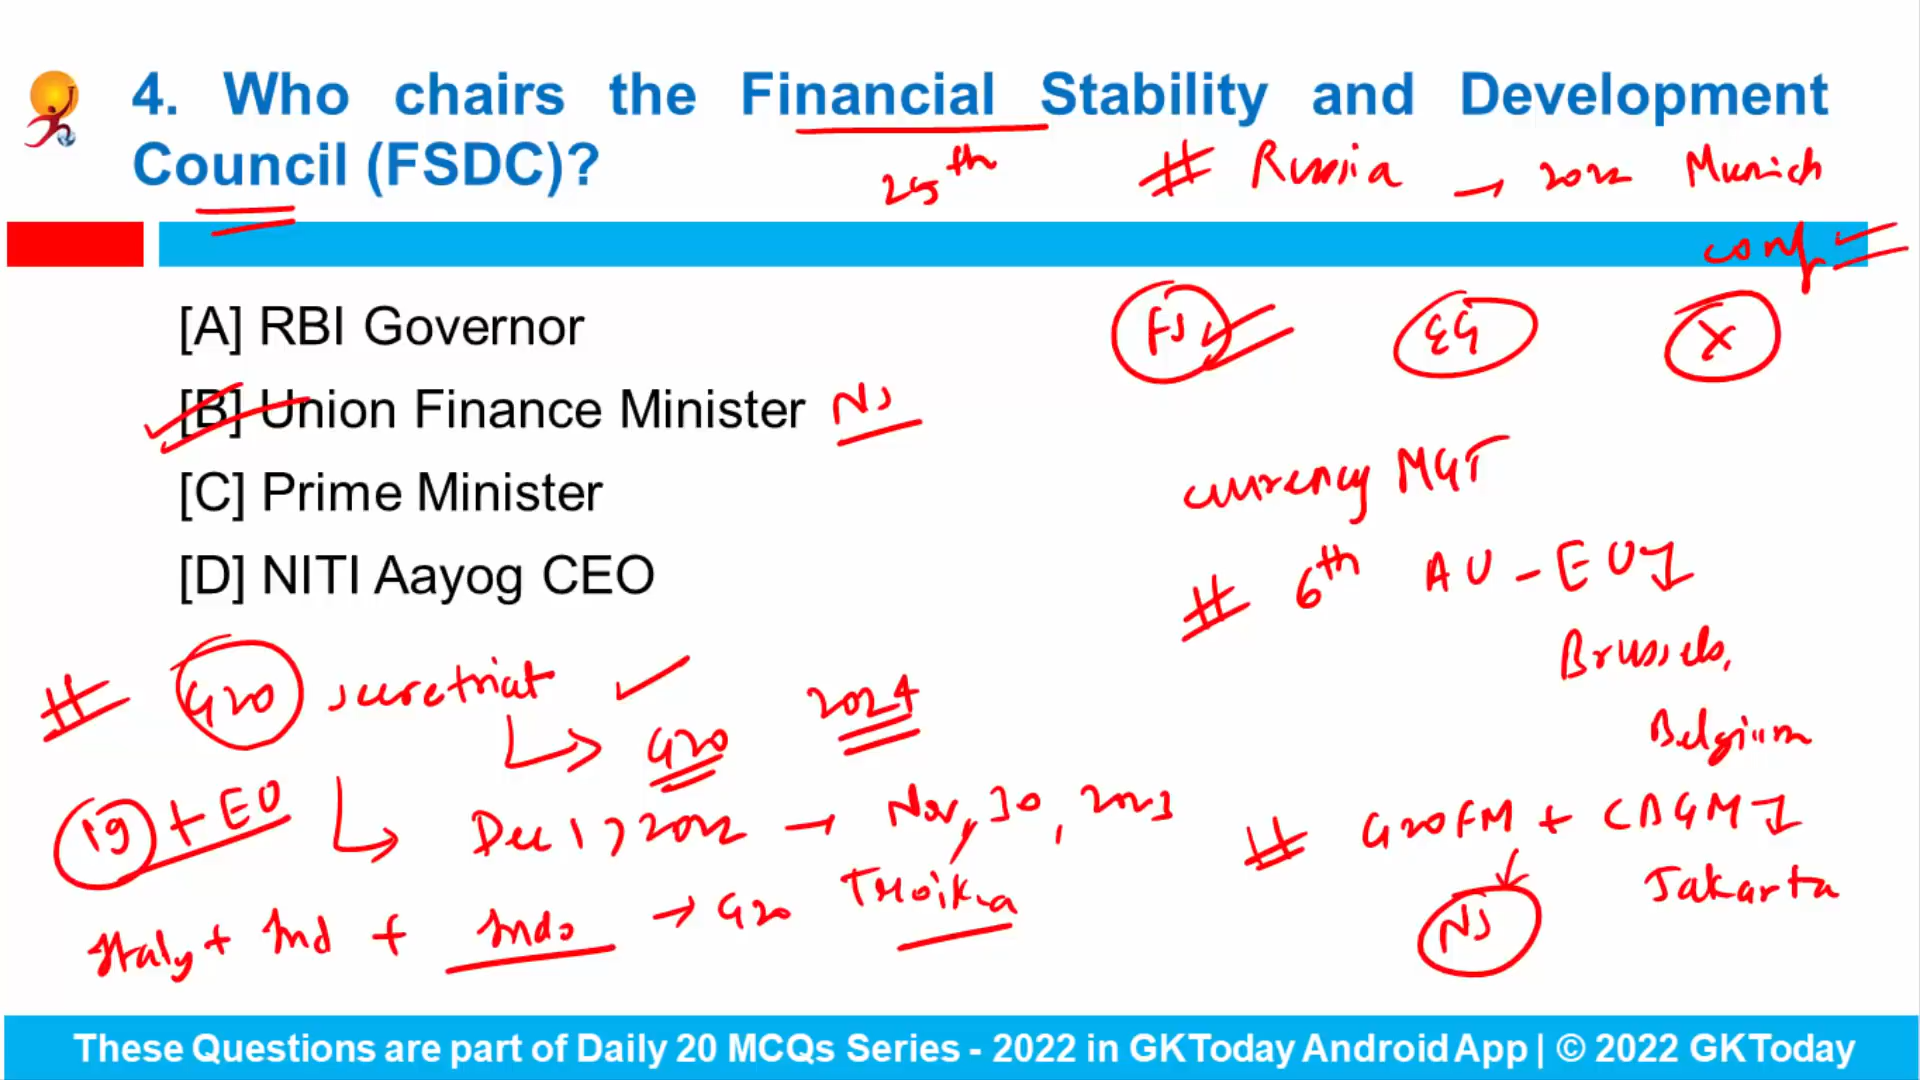 4. Who chairs the Financial Stability and Development
Council (FSDC)?
25th
# Russia → 2022 Munich
conf
[A] RBI Governor
FS
EG
X
[B] Union Finance Minister NS
[C] Prime Minister
currency MGT
[D] NITI Aayog CEO
# 6th AU - EU
Brussels,
Belgium
# G20 secretriat
G20
2024
19 + EU
Dec 1, 2022 → Nov, 30, 2023
# G20FM + CBGM
Jakarta
NS
Italy + Ind + Indo → G20 Troika
These Questions are part of Daily 20 MCQs Series - 2022 in GKToday Android App | © 2022 GKToday